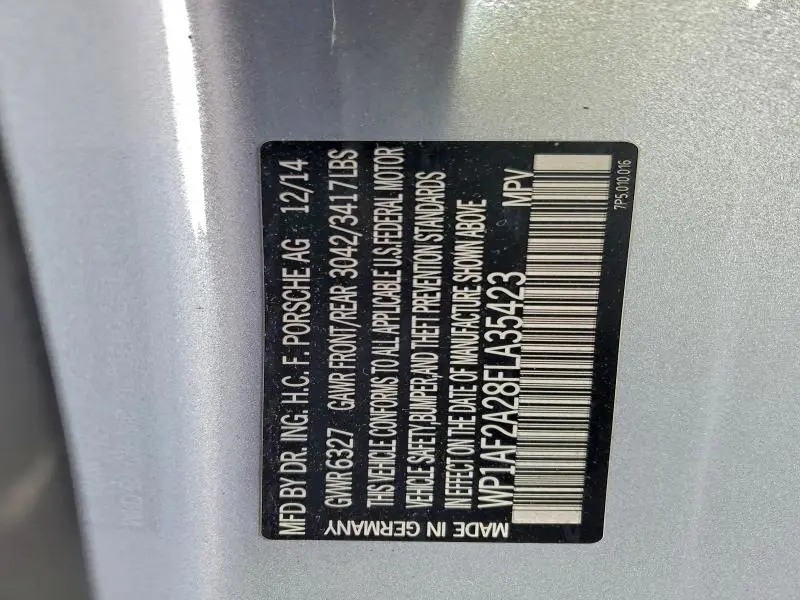 MFD BY DR. ING. H.C. F. PORSCHE AG 12/14
GVWR 6327 GAWR FRONT/REAR 3042/3417LBS
THIS VEHICLE CONFORMS TO ALL APPLICABLE U.S.FEDERAL MOTOR
VEHICLE SAFETY,BUMPER,AND THEFT PREVENTION STANDARDS
IN EFFECT ON THE DATE OF MANUFACTURE SHOWN ABOVE
WP1AF2A28FLA35423 MPV
MADE IN GERMANY
7P5.010.016